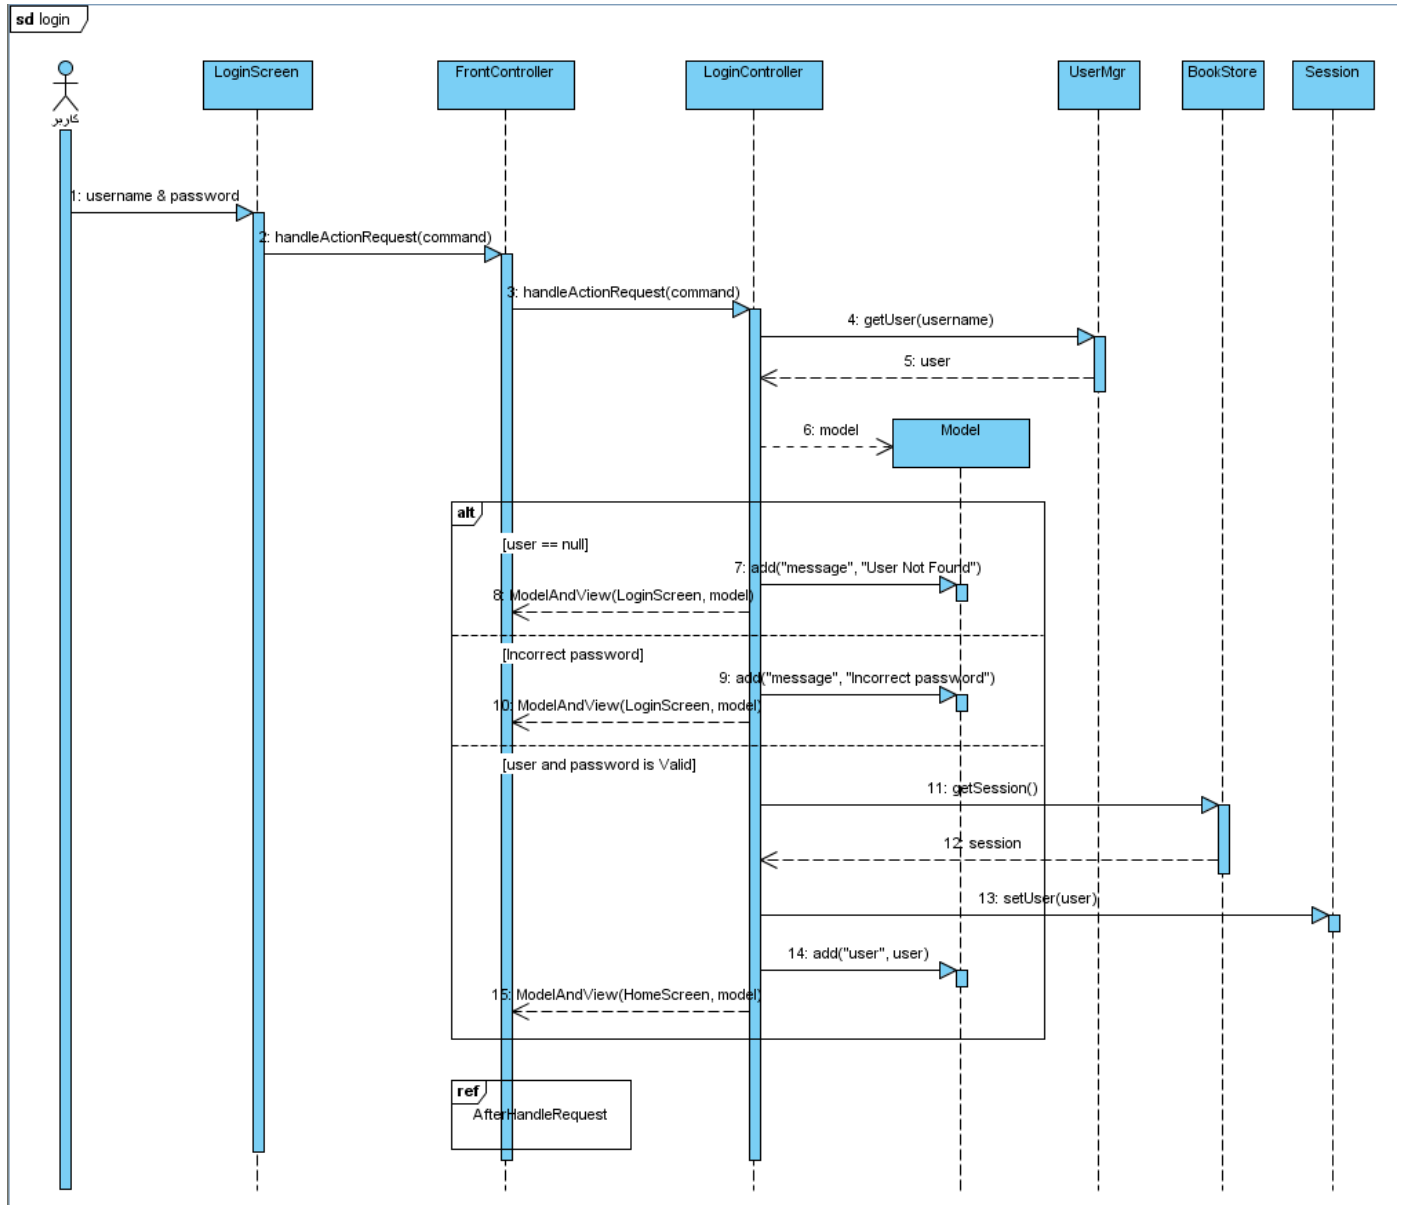 sd login
LoginScreen
FrontController
LoginController
UserMgr
BookStore
Session
کاربر
1: username & password
2: handleActionRequest(command)
3: handleActionRequest(command)
4: getUser(username)
5: user
6: model
Model
alt
[user == null]
7: add("message", "User Not Found")
8: ModelAndView(LoginScreen, model)
[Incorrect password]
9: add("message", "Incorrect password")
10: ModelAndView(LoginScreen, model)
[user and password is Valid]
11: getSession()
12: session
13: setUser(user)
14: add("user", user)
15: ModelAndView(HomeScreen, model)
ref
AfterHandleRequest